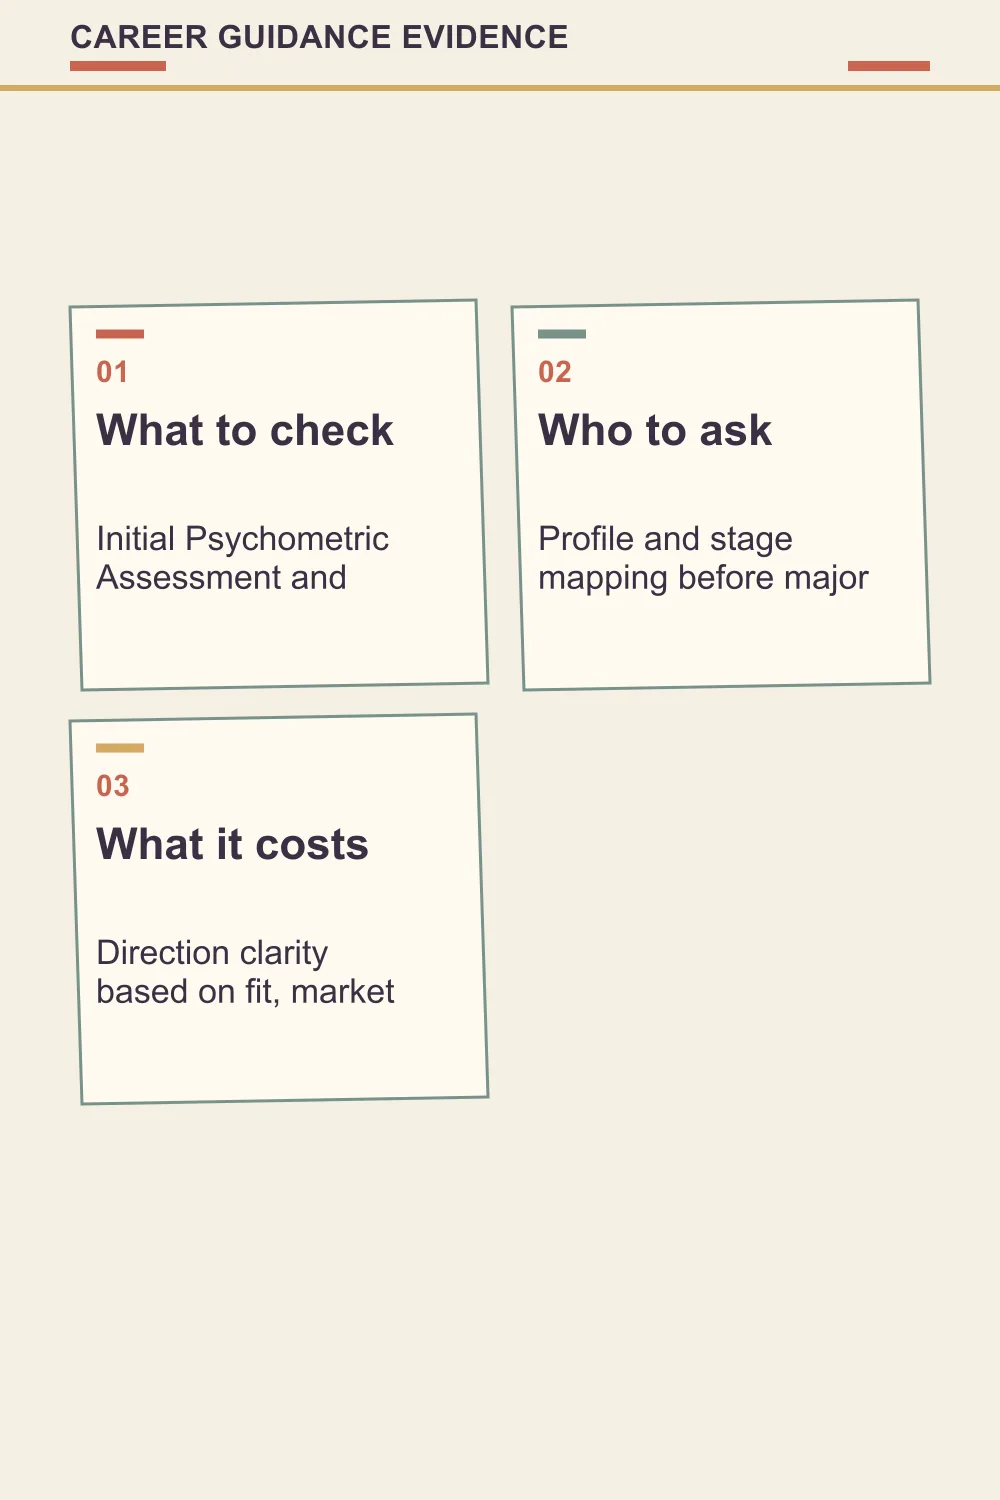 CAREER GUIDANCE EVIDENCE
01
What to check
Initial Psychometric
Assessment and
02
Who to ask
Profile and stage
mapping before major
03
What it costs
Direction clarity
based on fit, market